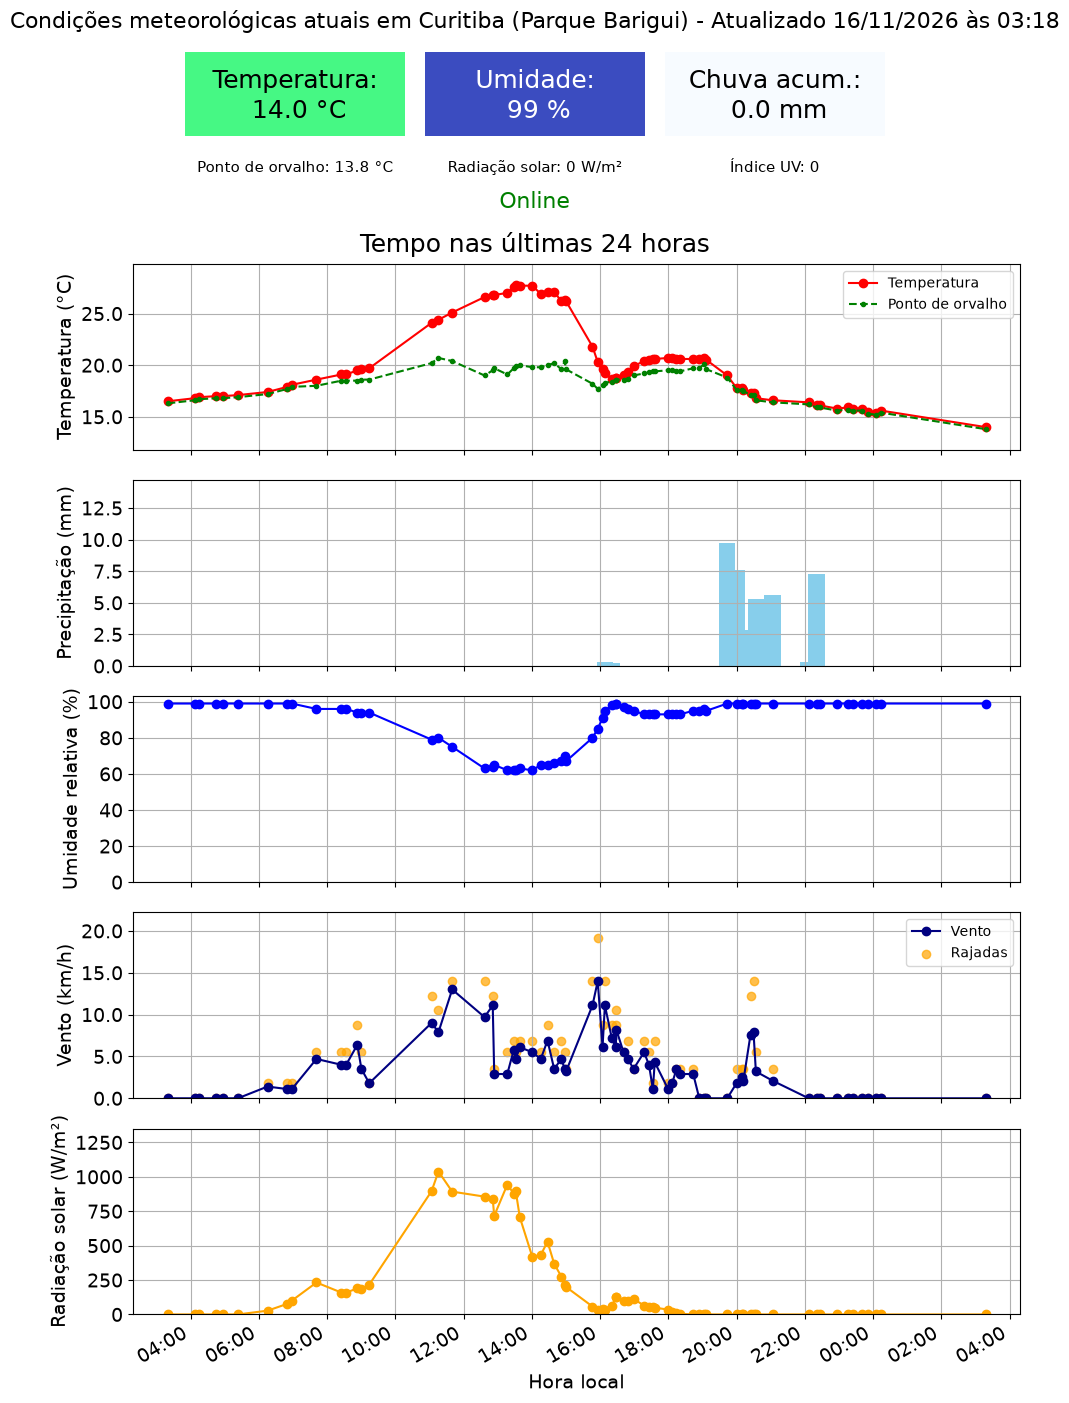 Condições meteorológicas atuais em Curitiba (Parque Barigui) - Atualizado 16/11/2026 às 03:18
Temperatura:
14.0 °C
Umidade:
99 %
Chuva acum.:
0.0 mm
Ponto de orvalho: 13.8 °C
Radiação solar: 0 W/m²
Índice UV: 0
Online
Tempo nas últimas 24 horas
Temperatura (°C)
25.0
20.0
15.0
Temperatura
Ponto de orvalho
Precipitação (mm)
12.5
10.0
7.5
5.0
2.5
0.0
Umidade relativa (%)
100
80
60
40
20
0
Vento (km/h)
20.0
15.0
10.0
5.0
0.0
Vento
Rajadas
Radiação solar (W/m²)
1250
1000
750
500
250
0
04:00
06:00
08:00
10:00
12:00
14:00
16:00
18:00
20:00
22:00
00:00
02:00
04:00
Hora local